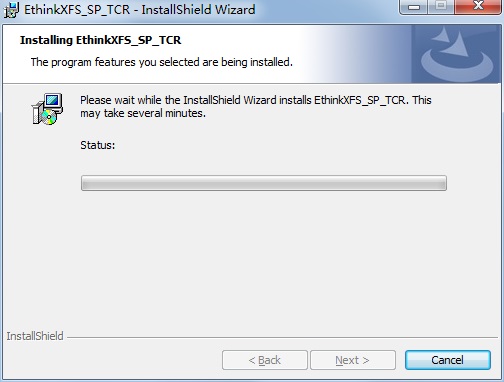 EthinkXFS_SP_TCR - InstallShield Wizard
Installing EthinkXFS_SP_TCR
The program features you selected are being installed.
Please wait while the InstallShield Wizard installs EthinkXFS_SP_TCR. This
may take several minutes.
Status:
InstallShield
< Back
Next >
Cancel